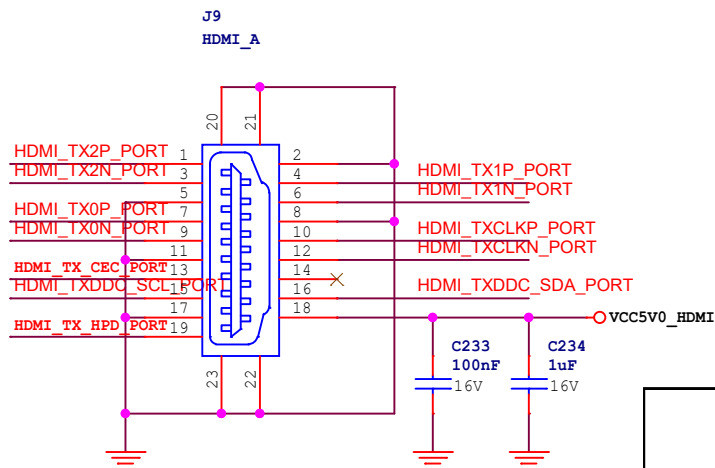 J9
HDMI_A
20
21
HDMI_TX2P_PORT 1
2
HDMI_TX2N_PORT 3
4 HDMI_TX1P_PORT
5
6 HDMI_TX1N_PORT
HDMI_TX0P_PORT 7
8
HDMI_TX0N_PORT 9
10 HDMI_TXCLKP_PORT
11
12 HDMI_TXCLKN_PORT
HDMI_TX_CEC_PORT 13
14
HDMI_TXDDC_SCL_PORT 15
16 HDMI_TXDDC_SDA_PORT
17
18
VCC5V0_HDMI
HDMI_TX_HPD_PORT 19
C233
100nF
16V
C234
1uF
16V
23
22